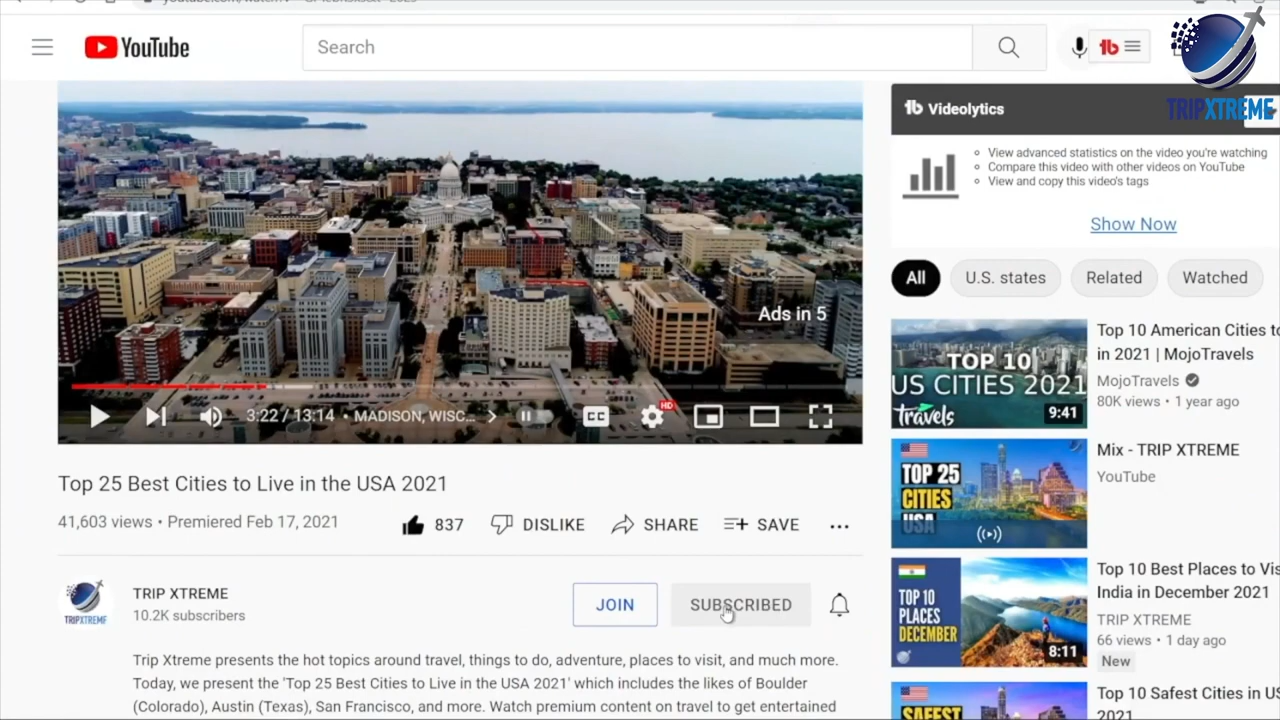 YouTube
Search
TRIPXTREME
Videolytics
View advanced statistics on the video you're watching
Compare this video with other videos on YouTube
View and copy this video's tags
Show Now
All
U.S. states
Related
Watched
Ads in 5
3:22 / 13:14 • MADISON, WISC...
CC
HD
Top 25 Best Cities to Live in the USA 2021
41,603 views • Premiered Feb 17, 2021
837
DISLIKE
SHARE
SAVE
TRIP XTREME
10.2K subscribers
TRIPXTREME
JOIN
SUBSCRIBED
Trip Xtreme presents the hot topcs around travel, things to do, adventure, places to visit, and much more.
Today, we present the 'Top 25 Best Cities to Live in the USA 2021' which includes the likes of Boulder
(Colorado), Austin (Texas), San Francisco, and more. Watch premium content on travel to get entertained
TOP 10
US CITIES 2021
travels
9:41
Top 10 American Cities to
in 2021 | MojoTravels
MojoTravels
80K views • 1 year ago
TOP 25
CITIES
USA
Mix - TRIP XTREME
YouTube
TOP 10
PLACES
DECEMBER
8:11
Top 10 Best Places to Vis
India in December 2021
TRIP XTREME
66 views • 1 day ago
New
SAFEST
Top 10 Safest Cities in US
2021